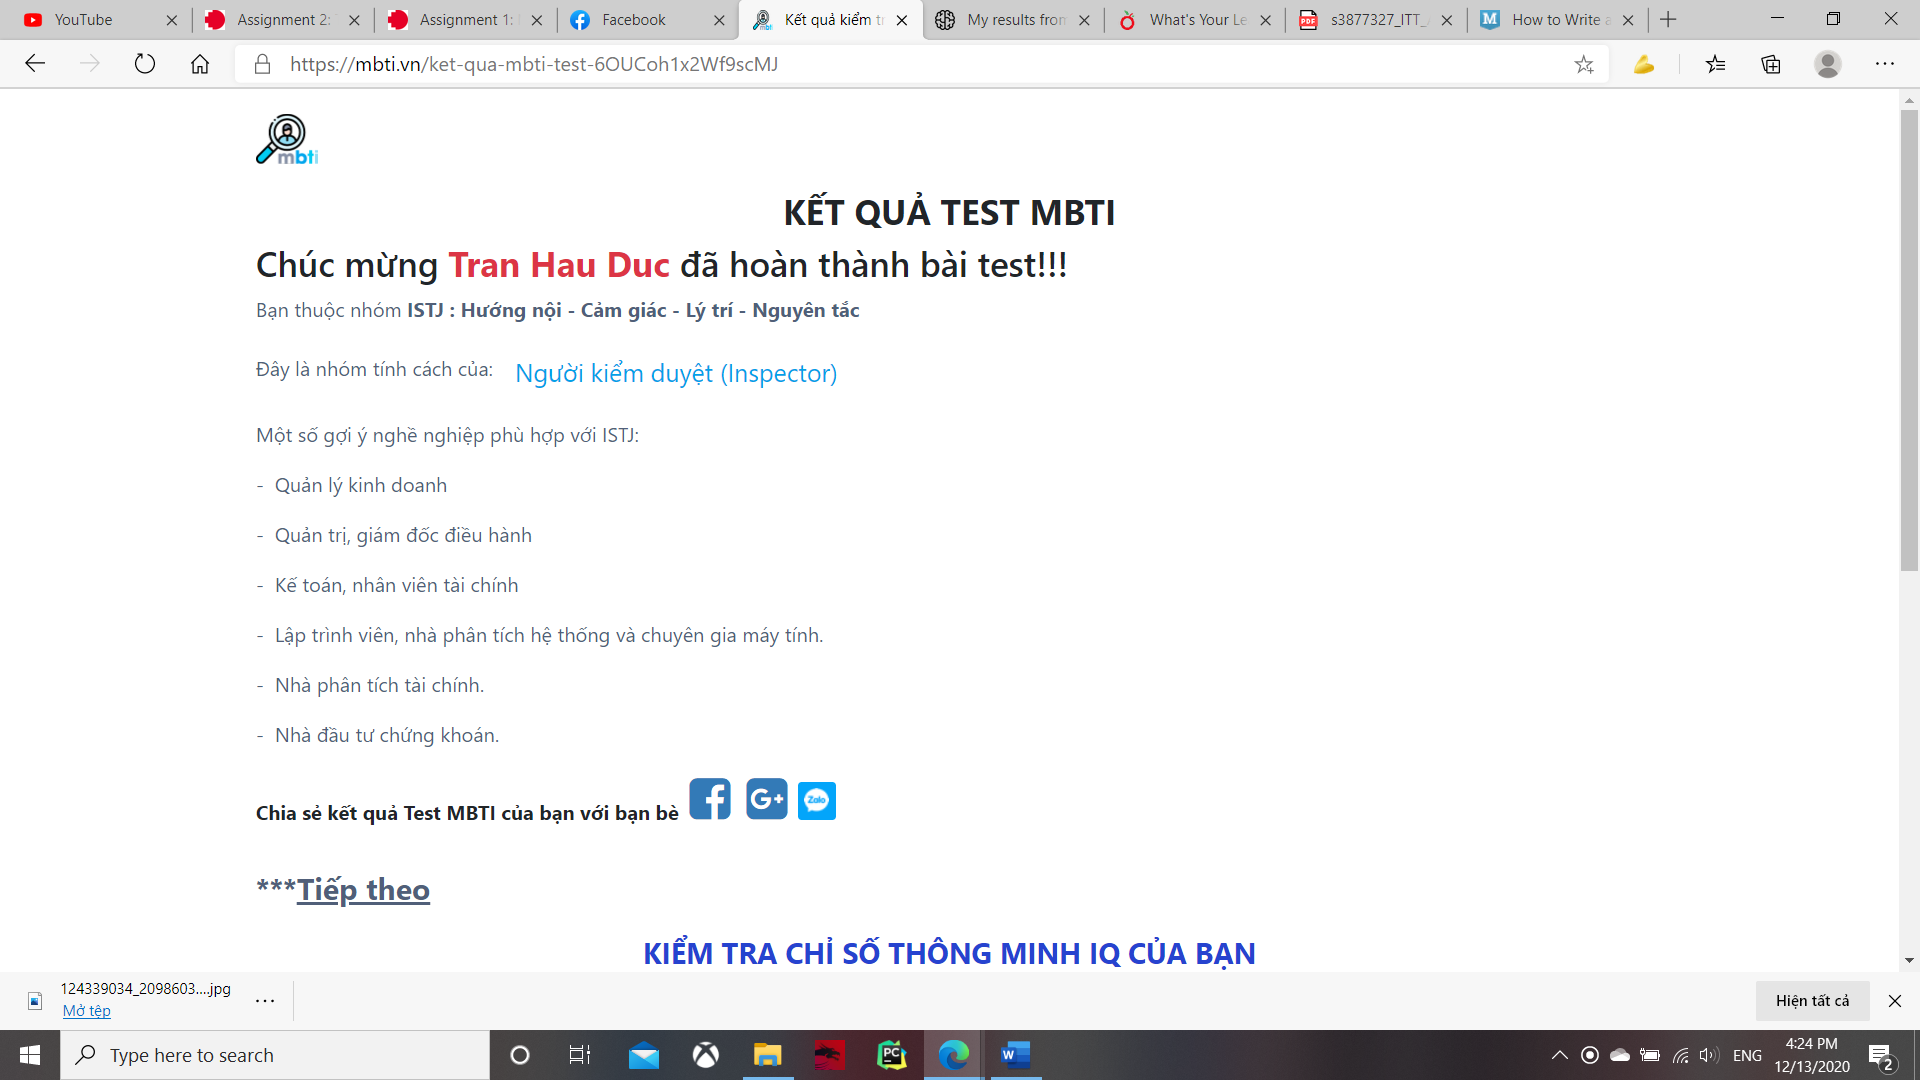 YouTube
Assignment 2:
Assignment 1:
Facebook
Kết quả kiểm tr
My results from
What's Your Le
s3877327_ITT_
How to Write a
https://mbti.vn/ket-qua-mbti-test-6OUCoh1x2Wf9scMJ
mbti
KẾT QUẢ TEST MBTI
Chúc mừng Tran Hau Duc đã hoàn thành bài test!!!
Bạn thuộc nhóm ISTJ : Hướng nội - Cảm giác - Lý trí - Nguyên tắc
Đây là nhóm tính cách của: Người kiểm duyệt (Inspector)
Một số gợi ý nghề nghiệp phù hợp với ISTJ:
- Quản lý kinh doanh
- Quản trị, giám đốc điều hành
- Kế toán, nhân viên tài chính
- Lập trình viên, nhà phân tích hệ thống và chuyên gia máy tính.
- Nhà phân tích tài chính.
- Nhà đầu tư chứng khoán.
Chia sẻ kết quả Test MBTI của bạn với bạn bè
G+
Zalo
***Tiếp theo
KIỂM TRA CHỈ SỐ THÔNG MINH IQ CỦA BẠN
124339034_2098603....jpg
Mở tệp
Hiện tất cả
Type here to search
ENG
4:24 PM
12/13/2020
2